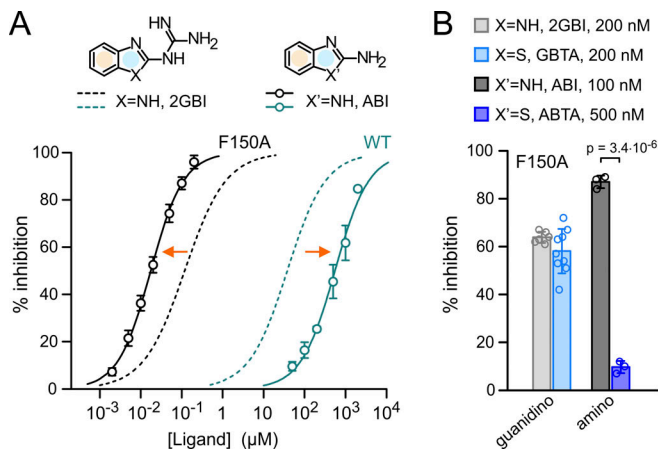 A
NH
N
NH₂
NH
X
N
NH₂
X'
X=NH, 2GBI
X'=NH, ABI
F150A
WT
% inhibition
100
80
60
40
20
0
10⁻³ 10⁻² 10⁻¹ 1 10 10² 10³ 10⁴
[Ligand] (µM)
B
X=NH, 2GBI, 200 nM
X=S, GBTA, 200 nM
X'=NH, ABI, 100 nM
X'=S, ABTA, 500 nM
p = 3.4·10⁻⁶
F150A
% inhibition
100
80
60
40
20
0
guanidino
amino